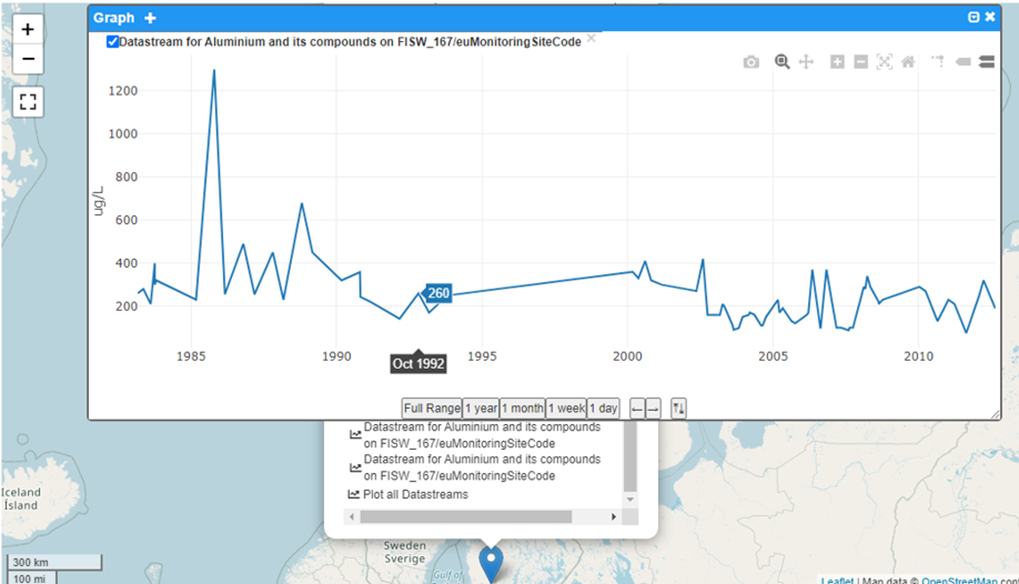 Graph +
Datastream for Aluminium and its compounds on FISW_167/euMonitoringSiteCode
1200
1000
800
600
400
200
ug/L
260
1985
1990
1995
2000
2005
2010
Oct 1992
Full Range 1 year 1 month 1 week 1 day ← →
Datastream for Aluminium and its compounds
on FISW_167/euMonitoringSiteCode
Datastream for Aluminium and its compounds
on FISW_167/euMonitoringSiteCode
Plot all Datastreams
+
−
Iceland
Ísland
Sweden
Sverige
Gulf of
300 km
100 mi
Leaflet | Map data © OpenStreetMap con